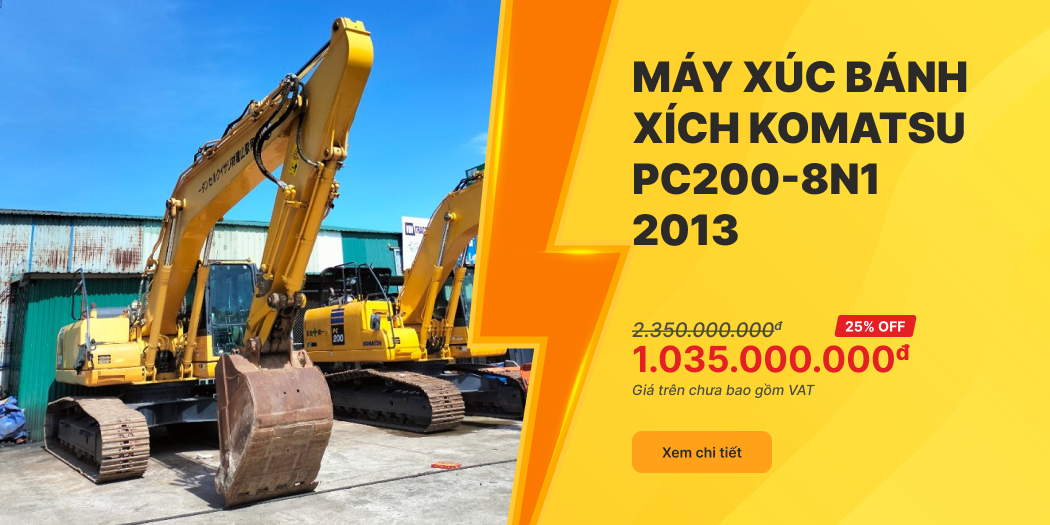 MÁY XÚC BÁNH
XÍCH KOMATSU
PC200-8N1
2013
2.350.000.000đ
25% OFF
1.035.000.000đ
Giá trên chưa bao gồm VAT
Xem chi tiết
PC
200
KOMATSU